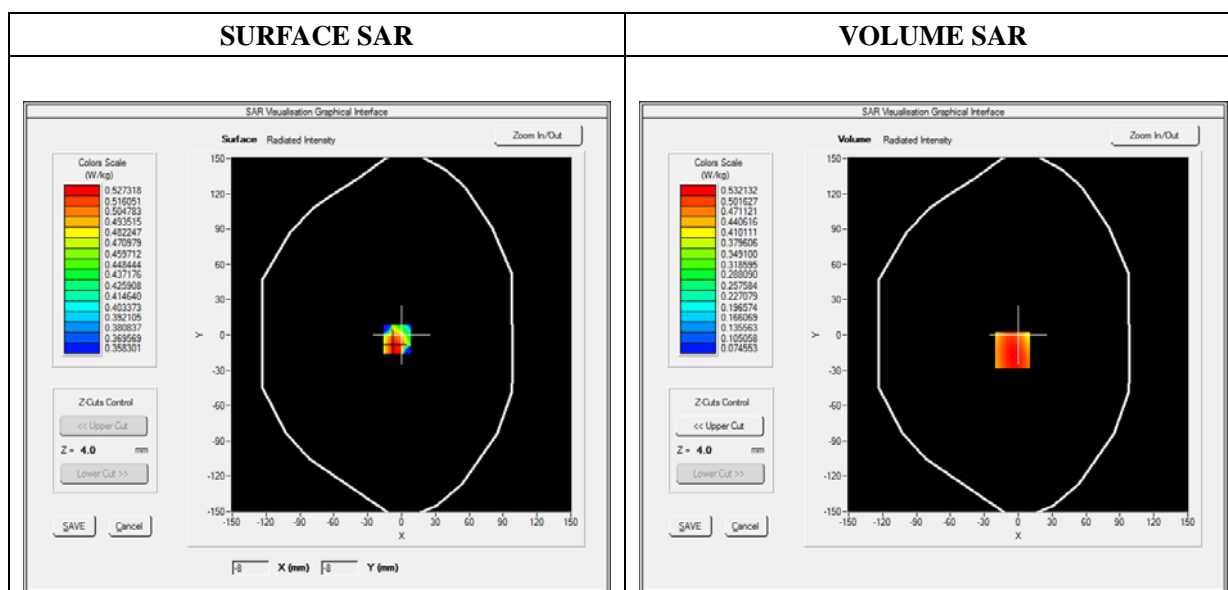 SURFACE SAR
VOLUME SAR
SAR Visualisation Graphical Interface
Surface Radiated Intensity
Zoom In/Out
Colors Scale
(W/kg)
0.527318
0.516051
0.504783
0.493515
0.482247
0.470979
0.459712
0.448444
0.437176
0.425908
0.414640
0.403373
0.392105
0.380837
0.369569
0.358301
Z-Cuts Control
<< Upper Cut
Z = 4.0 mm
Lower Cut >>
SAVE Cancel
150
120
90
60
30
0
-30
-60
-90
-120
-150
Y
-150 -120 -90 -60 -30 0 30 60 90 120 150
X
-8 X (mm) -8 Y (mm)
SAR Visualisation Graphical Interface
Volume Radiated Intensity
Zoom In/Out
Colors Scale
(W/kg)
0.532132
0.501627
0.471121
0.440616
0.410111
0.379606
0.349100
0.318595
0.288090
0.257584
0.227079
0.196574
0.166069
0.135563
0.105058
0.074553
Z-Cuts Control
<< Upper Cut
Z = 4.0 mm
Lower Cut >>
SAVE Cancel
150
120
90
60
30
0
-30
-60
-90
-120
-150
Y
-150 -120 -90 -60 -30 0 30 60 90 120 150
X